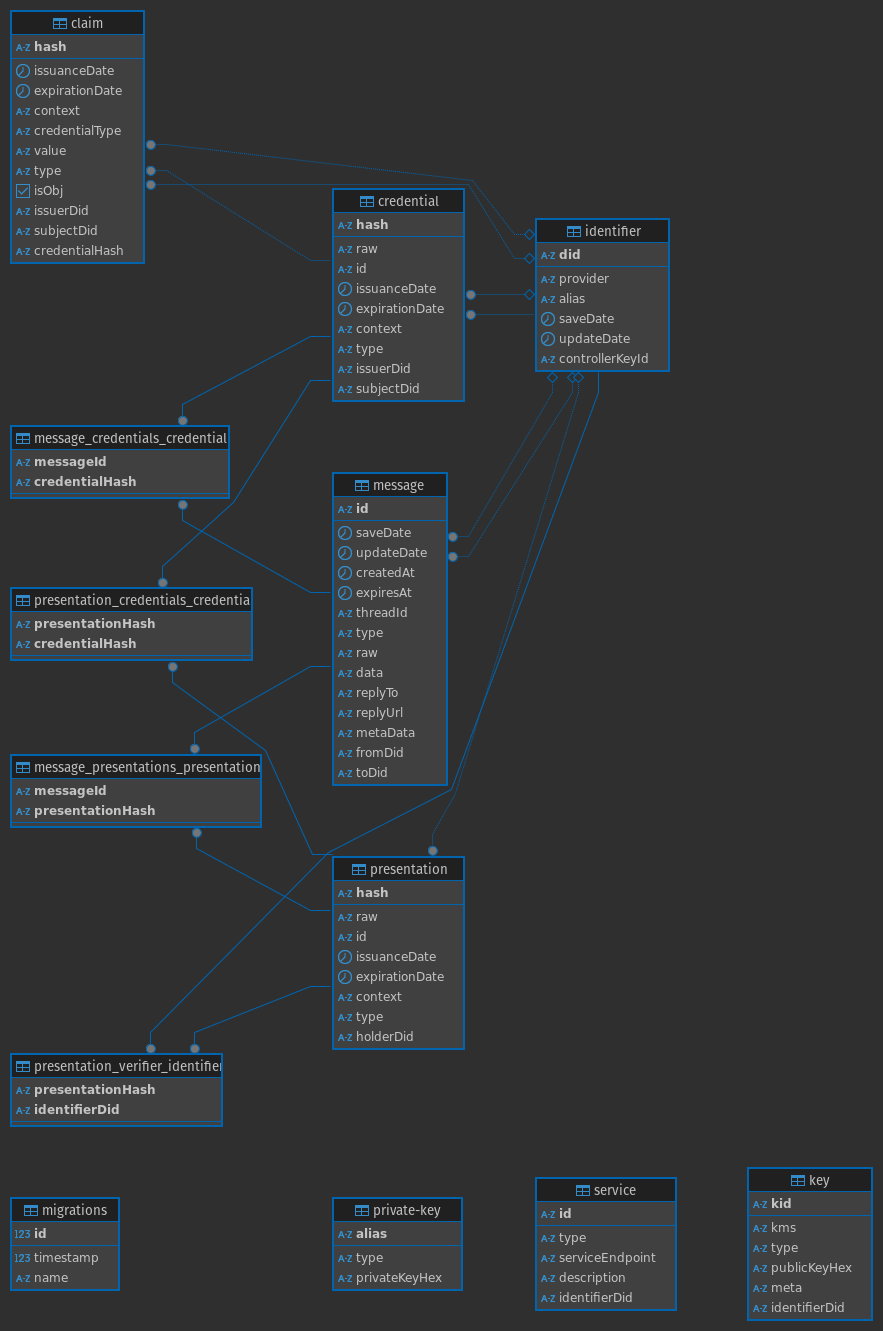 claim
hash
issuanceDate
expirationDate
context
credentialType
value
type
isObj
issuerDid
subjectDid
credentialHash
credential
hash
raw
id
issuanceDate
expirationDate
context
type
issuerDid
subjectDid
identifier
did
provider
alias
saveDate
updateDate
controllerKeyId
message_credentials_credential
messageId
credentialHash
message
id
saveDate
updateDate
createdAt
expiresAt
threadId
type
raw
data
replyTo
replyUrl
metaData
fromDid
toDid
presentation_credentials_credentia
presentationHash
credentialHash
message_presentations_presentation
messageId
presentationHash
presentation
hash
raw
id
issuanceDate
expirationDate
context
type
holderDid
presentation_verifier_identifier
presentationHash
identifierDid
migrations
123 id
123 timestamp
name
private-key
alias
type
privateKeyHex
service
id
type
serviceEndpoint
description
identifierDid
key
kid
kms
type
publicKeyHex
meta
identifierDid